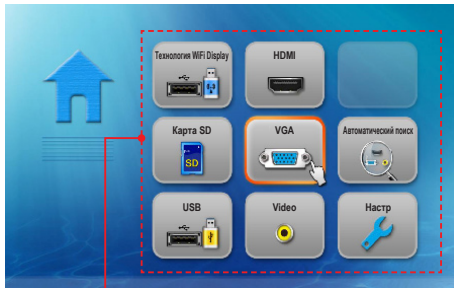 Технология WiFi Display
HDMI
Карта SD
SD
VGA
Автоматический поиск
USB
Video
Настр